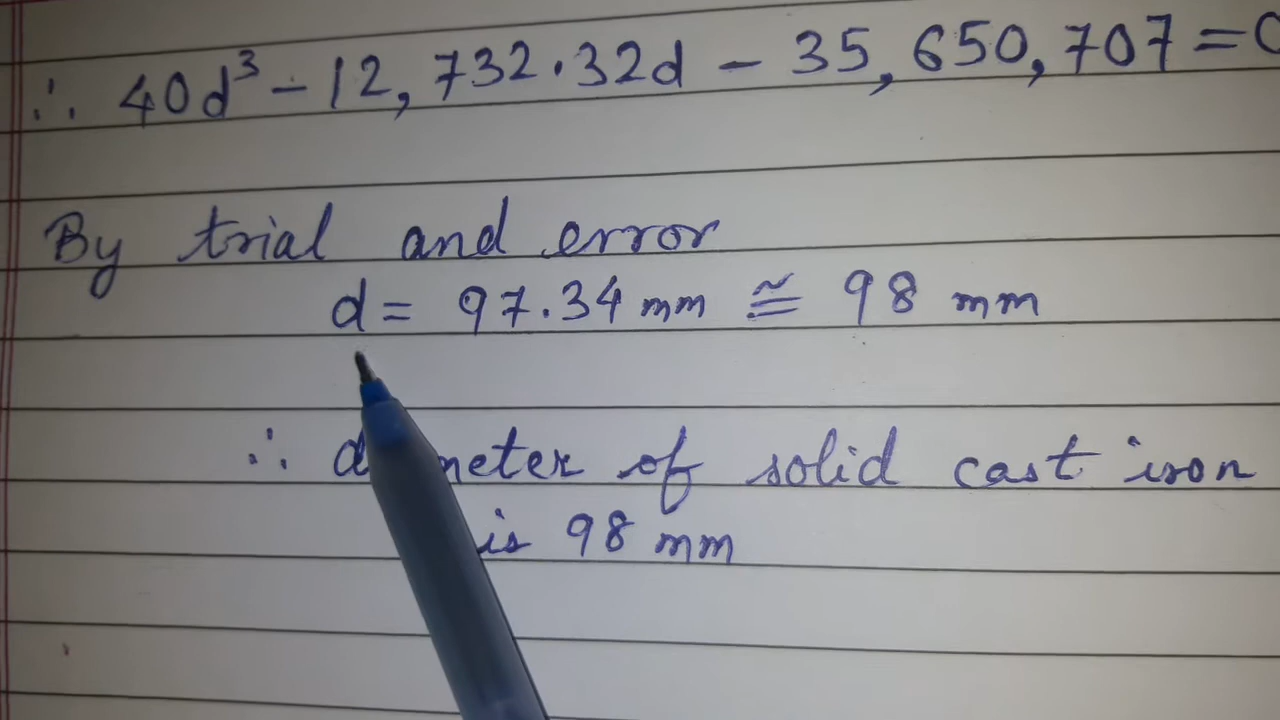 ∴ 40d³ - 12,732.32d - 35,650,707 = 0
By trial and error
d = 97.34 mm ≅ 98 mm
∴ of solid cast iron
is 98 mm